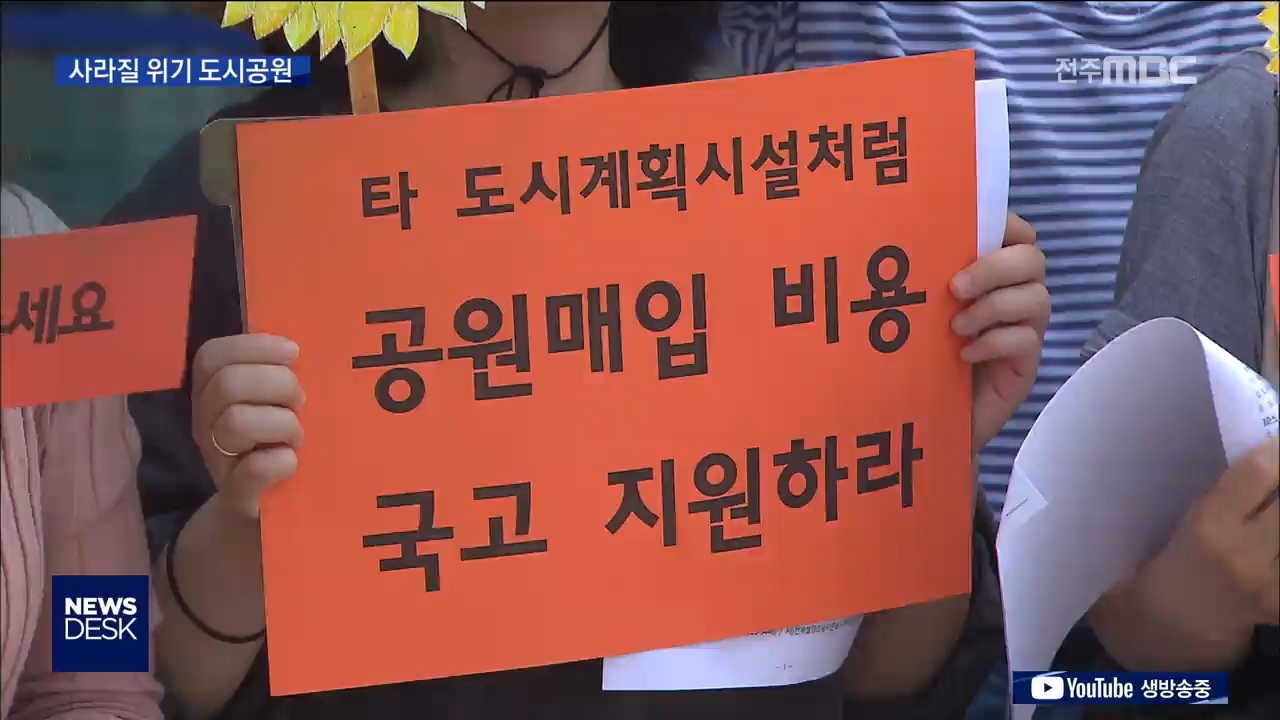 사라질 위기 도시공원
전주MBC
타 도시계획시설처럼
공원매입 비용
국고 지원하라
세요
NEWS
DESK
YouTube 생방송중